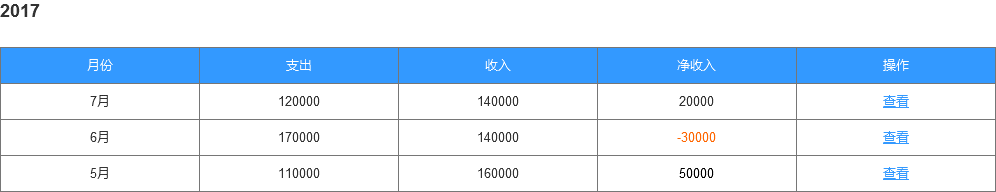 2017
月份 支出 收入 净收入 操作
7月 120000 140000 20000 查看
6月 170000 140000 -30000 查看
5月 110000 160000 50000 查看